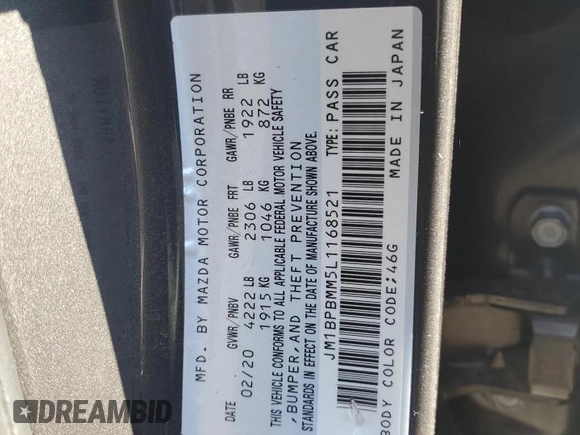 MFD. BY MAZDA MOTOR CORPORATION
DATE GVWR/PNBV GAWR/PNBE FRT GAWR/PNBE RR
02/20 4222 LB 2306 LB 1922 LB
1915 KG 1046 KG 872 KG
THIS VEHICLE CONFORMS TO ALL APPLICABLE FEDERAL MOTOR VEHICLE SAFETY
,BUMPER,AND THEFT PREVENTION
STANDARDS IN EFFECT ON THE DATE OF MANUFACTURE SHOWN ABOVE.
JM1BPBMM5L1168521 TYPE:PASS CAR
BODY COLOR CODE;46G MADE IN JAPAN
DREAMBID